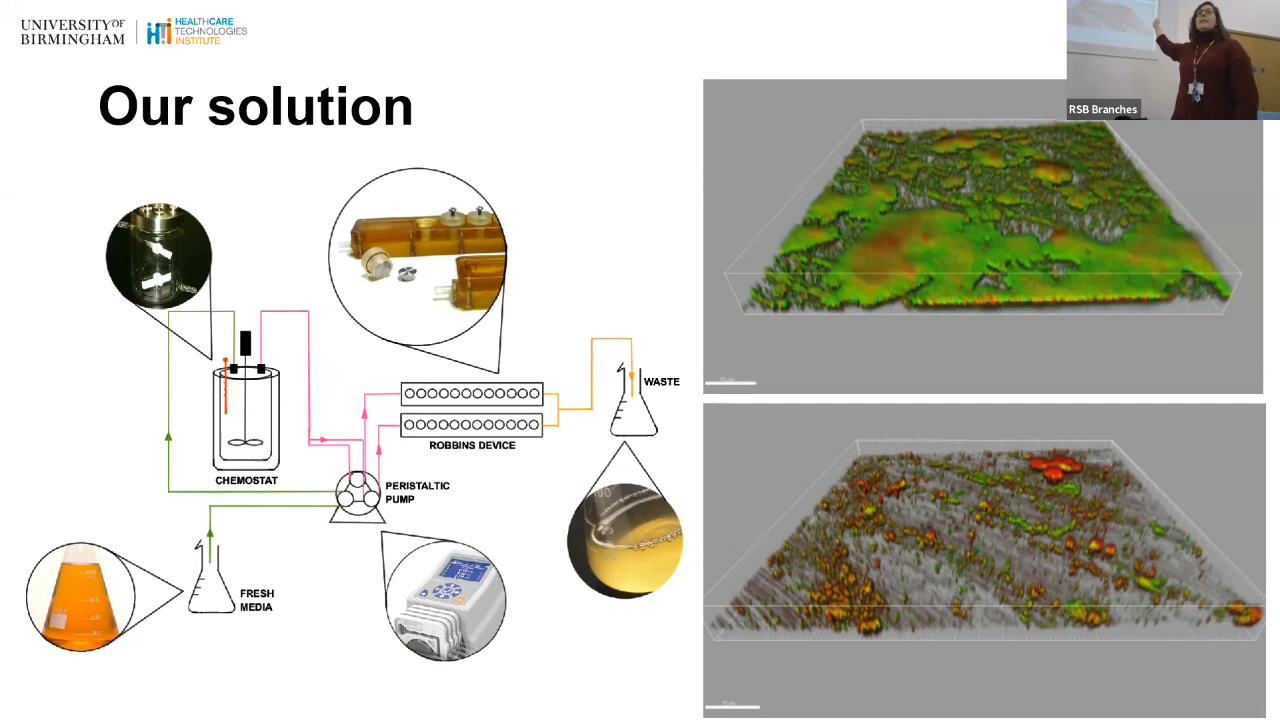 UNIVERSITY OF
BIRMINGHAM
HEALTHCARE
TECHNOLOGIES
INSTITUTE
RSB Branches
Our solution
WASTE
ROBBINS DEVICE
CHEMOSTAT
PERISTALTIC
PUMP
FRESH
MEDIA